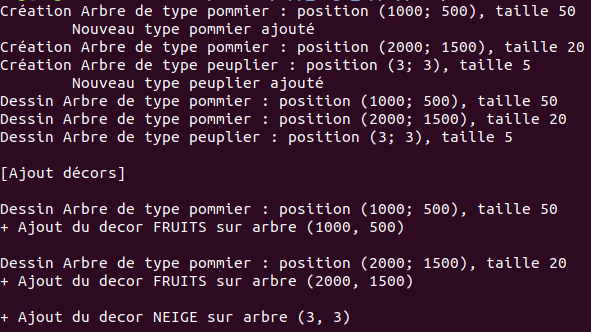 Création Arbre de type pommier : position (1000; 500), taille 50
Nouveau type pommier ajouté
Création Arbre de type pommier : position (2000; 1500), taille 20
Création Arbre de type peuplier : position (3; 3), taille 5
Nouveau type peuplier ajouté
Dessin Arbre de type pommier : position (1000; 500), taille 50
Dessin Arbre de type pommier : position (2000; 1500), taille 20
Dessin Arbre de type peuplier : position (3; 3), taille 5
[Ajout décors]
Dessin Arbre de type pommier : position (1000; 500), taille 50
+ Ajout du decor FRUITS sur arbre (1000, 500)
Dessin Arbre de type pommier : position (2000; 1500), taille 20
+ Ajout du decor FRUITS sur arbre (2000, 1500)
+ Ajout du decor NEIGE sur arbre (3, 3)